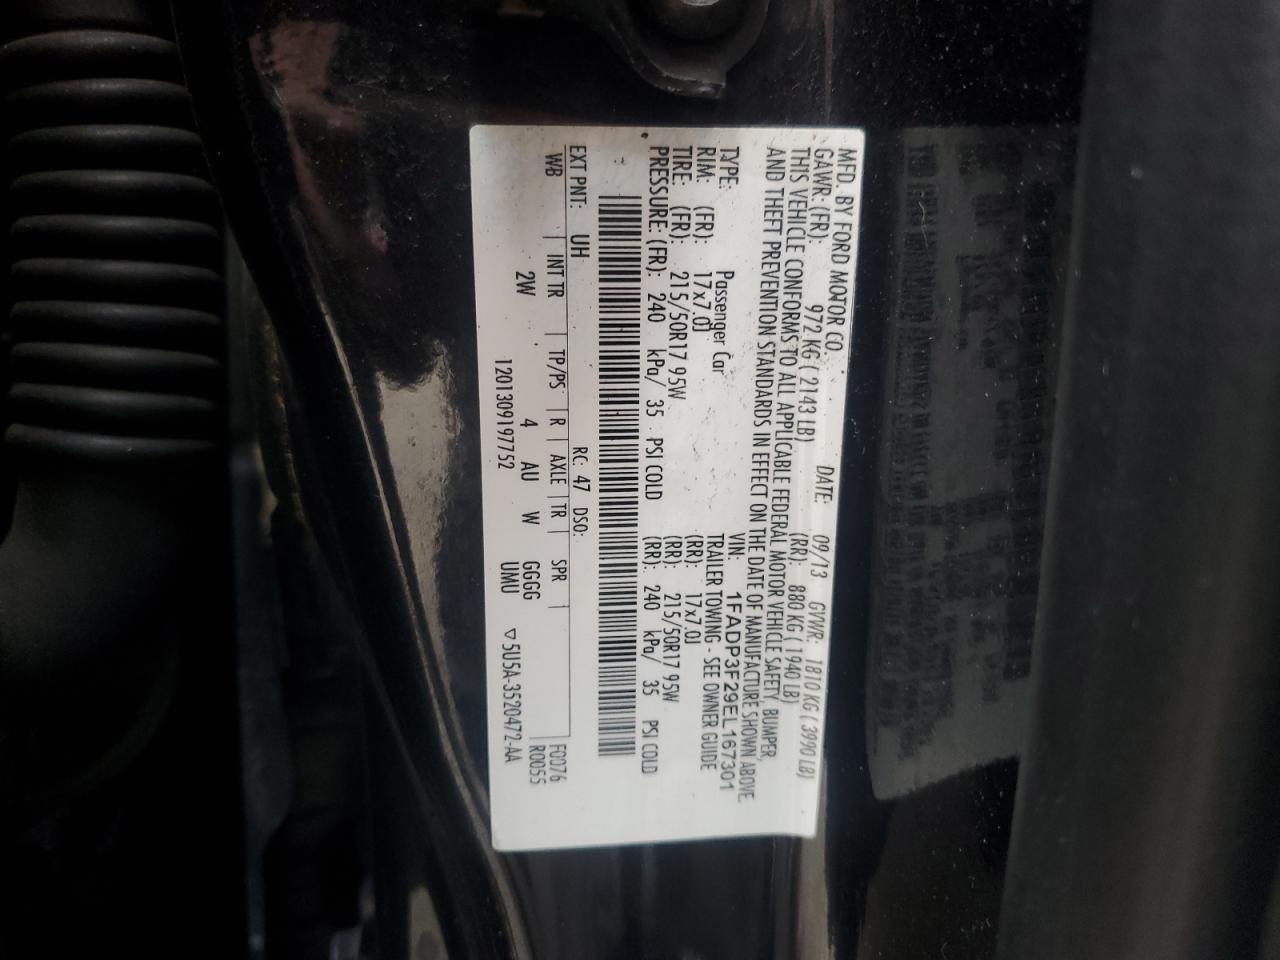 MFD. BY FORD MOTOR CO.
DATE: 09/13 GVWR: 1810 KG ( 3990 LB)
GAWR: (FR): 972 KG ( 2143 LB) (RR): 880 KG ( 1940 LB)
THIS VEHICLE CONFORMS TO ALL APPLICABLE FEDERAL MOTOR VEHICLE SAFETY, BUMPER,
AND THEFT PREVENTION STANDARDS IN EFFECT ON THE DATE OF MANUFACTURE SHOWN ABOVE.
VIN: 1FADP3F29EL167301
TYPE: Passenger Car TRAILER TOWING - SEE OWNER GUIDE
RIM: (FR): 17x7.0J (RR): 17x7.0J
TIRE: (FR): 215/50R17 95W (RR): 215/50R17 95W
PRESSURE: (FR): 240 kPa/ 35 PSI COLD (RR): 240 kPa/ 35 PSI COLD
EXT PNT: UH RC: 47 DSO:
WB | INT TR | TP/PS | R | AXLE | TR | SPR | F0076
2W 4 AU W GGGG R0055
1201309197752 UMU ▽5U5A-3520472-AA